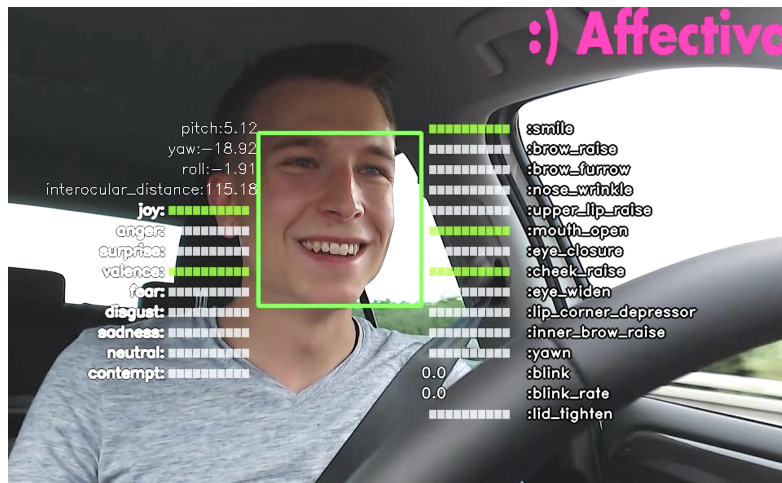 :) Affectiva
pitch:5.12
yaw:-18.92
roll:-1.91
interocular_distance:115.18
joy:
anger:
surprise:
valence:
fear:
disgust:
sadness:
neutral:
contempt:
:smile
:brow_raise
:brow_furrow
:nose_wrinkle
:upper_lip_raise
:mouth_open
:eye_closure
:cheek_raise
:eye_widen
:lip_corner_depressor
:inner_brow_raise
:yawn
0.0 :blink
0.0 :blink_rate
:lid_tighten